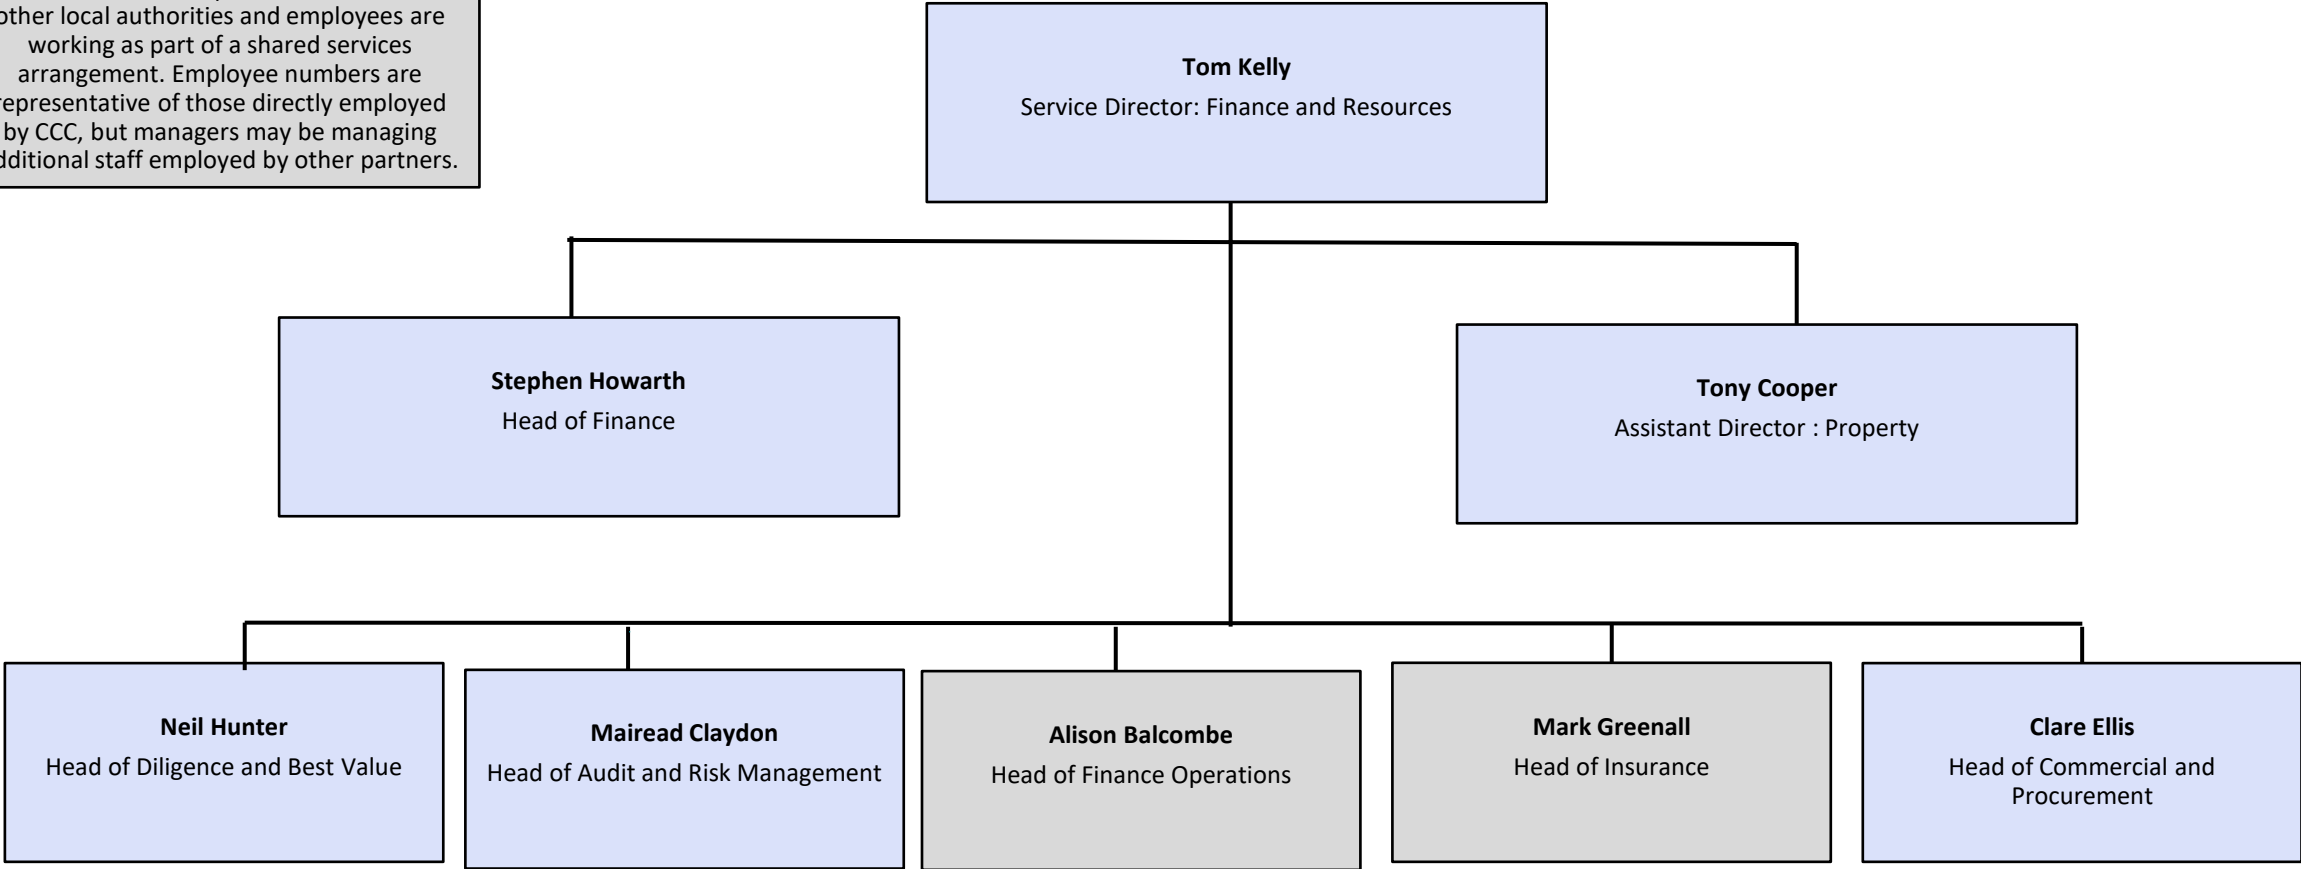 other local authorities and employees are
working as part of a shared services
arrangement. Employee numbers are
representative of those directly employed
by CCC, but managers may be managing
additional staff employed by other partners.
Tom Kelly
Service Director: Finance and Resources
Stephen Howarth
Head of Finance
Tony Cooper
Assistant Director : Property
Neil Hunter
Head of Diligence and Best Value
Mairead Claydon
Head of Audit and Risk Management
Alison Balcombe
Head of Finance Operations
Mark Greenall
Head of Insurance
Clare Ellis
Head of Commercial and
Procurement